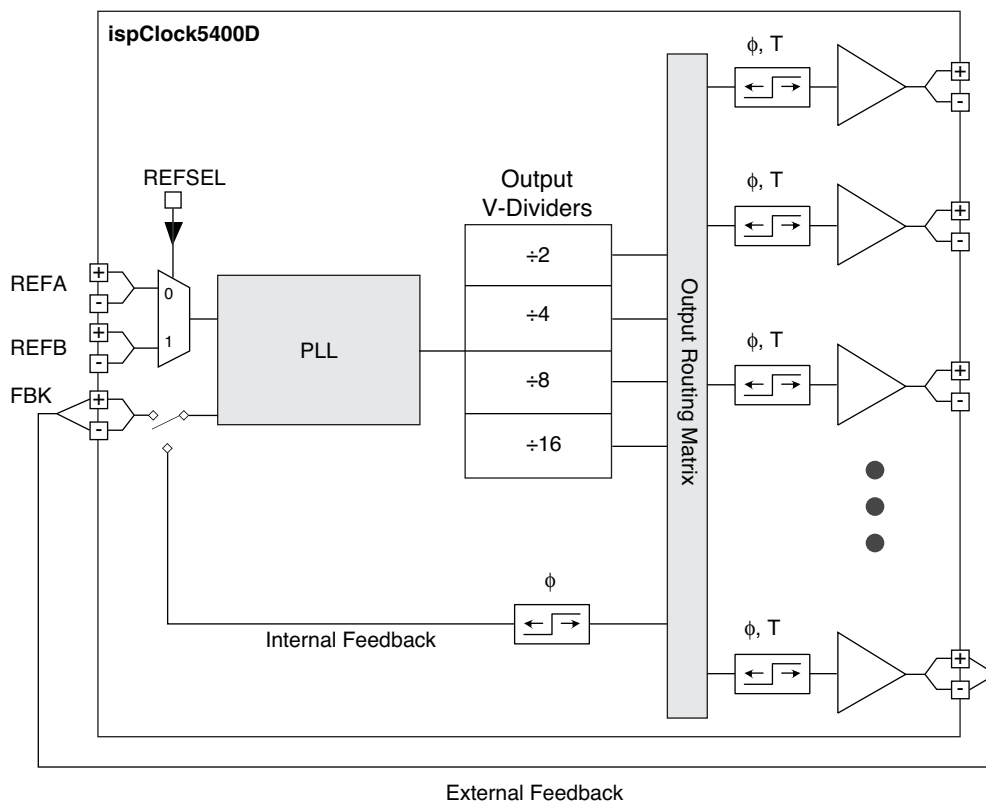 ispClock5400D
ϕ, T
+
-
REFSEL
Output
V-Dividers
ϕ, T
+
-
REFA
+
-
0
÷2
REFB
+
-
1
PLL
÷4
Output Routing Matrix
ϕ, T
+
-
FBK
+
-
÷8
÷16
ϕ
Internal Feedback
ϕ, T
+
-
External Feedback